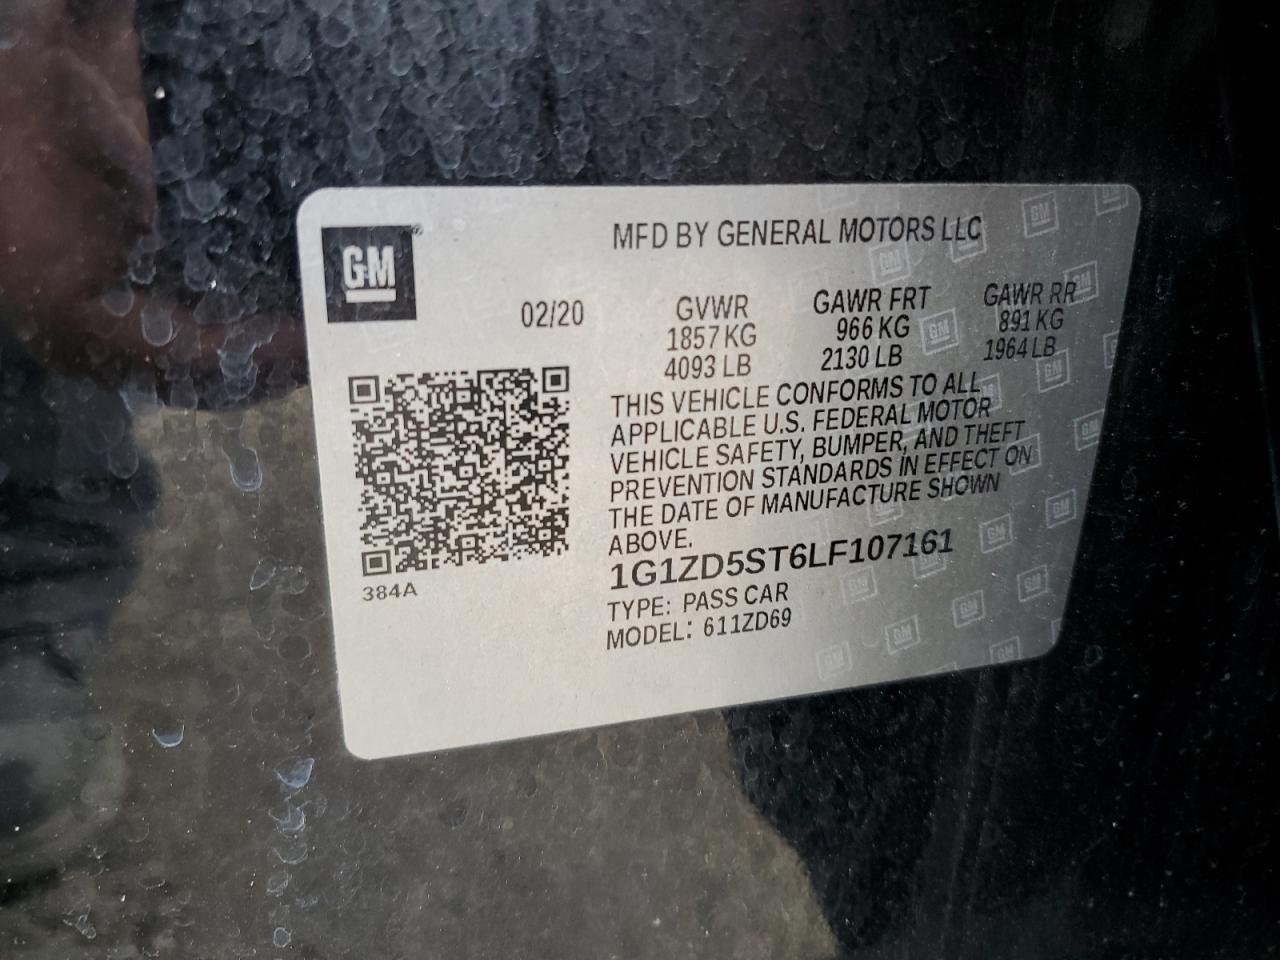 GM
MFD BY GENERAL MOTORS LLC
02/20
GVWR
1857 KG
4093 LB
GAWR FRT
966 KG
2130 LB
GAWR RR
891 KG
1964 LB
THIS VEHICLE CONFORMS TO ALL
APPLICABLE U.S. FEDERAL MOTOR
VEHICLE SAFETY, BUMPER, AND THEFT
PREVENTION STANDARDS IN EFFECT ON
THE DATE OF MANUFACTURE SHOWN
ABOVE.
1G1ZD5ST6LF107161
TYPE: PASS CAR
MODEL: 611ZD69
384A